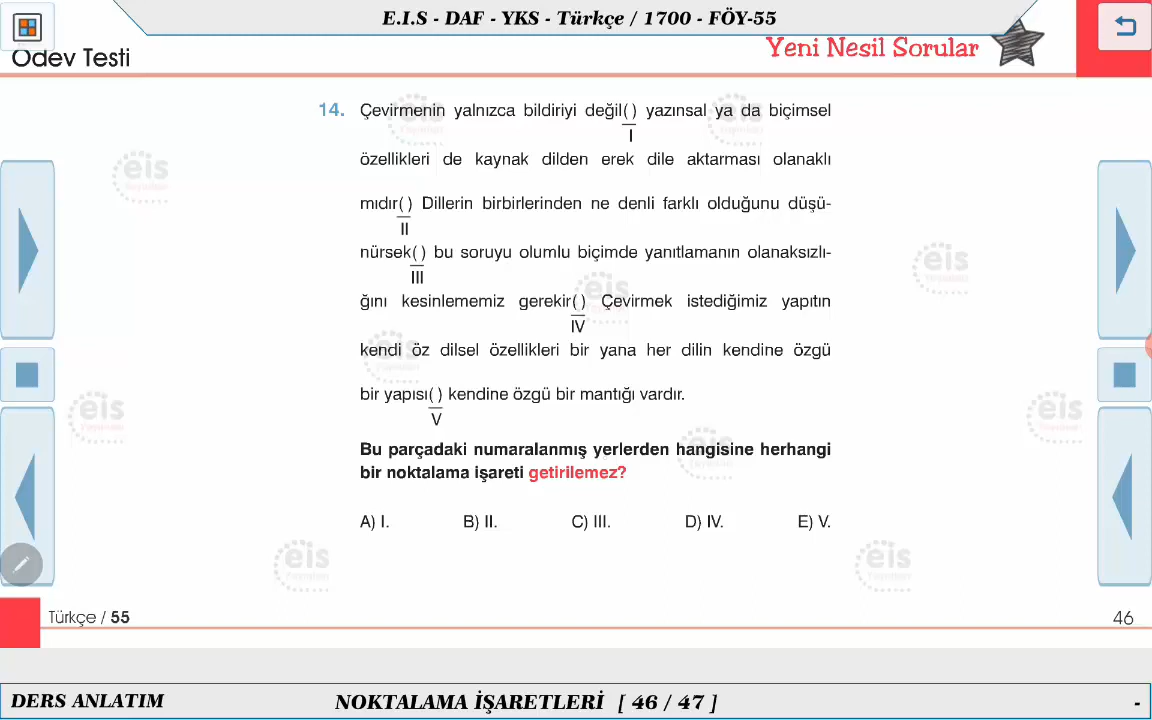 E.I.S - DAF - YKS - Türkçe / 1700 - FÖY-55
Ödev Testi
Yeni Nesil Sorular
14. Çevirmenin yalnızca bildiriyi değil( ) yazınsal ya da biçimsel
I
özellikleri de kaynak dilden erek dile aktarması olanaklı
mıdır( ) Dillerin birbirlerinden ne denli farklı olduğunu düşü-
II
nürsek( ) bu soruyu olumlu biçimde yanıtlamanın olanaksızlı-
III
ğını kesinlememiz gerekir( ) Çevirmek istediğimiz yapıtın
IV
kendi öz dilsel özellikleri bir yana her dilin kendine özgü
bir yapısı( ) kendine özgü bir mantığı vardır.
V
Bu parçadaki numaralanmış yerlerden hangisine herhangi
bir noktalama işareti getirilemez?
A) I. B) II. C) III. D) IV. E) V.
Türkçe / 55
46
DERS ANLATIM
NOKTALAMA İŞARETLERİ [ 46 / 47 ]
-